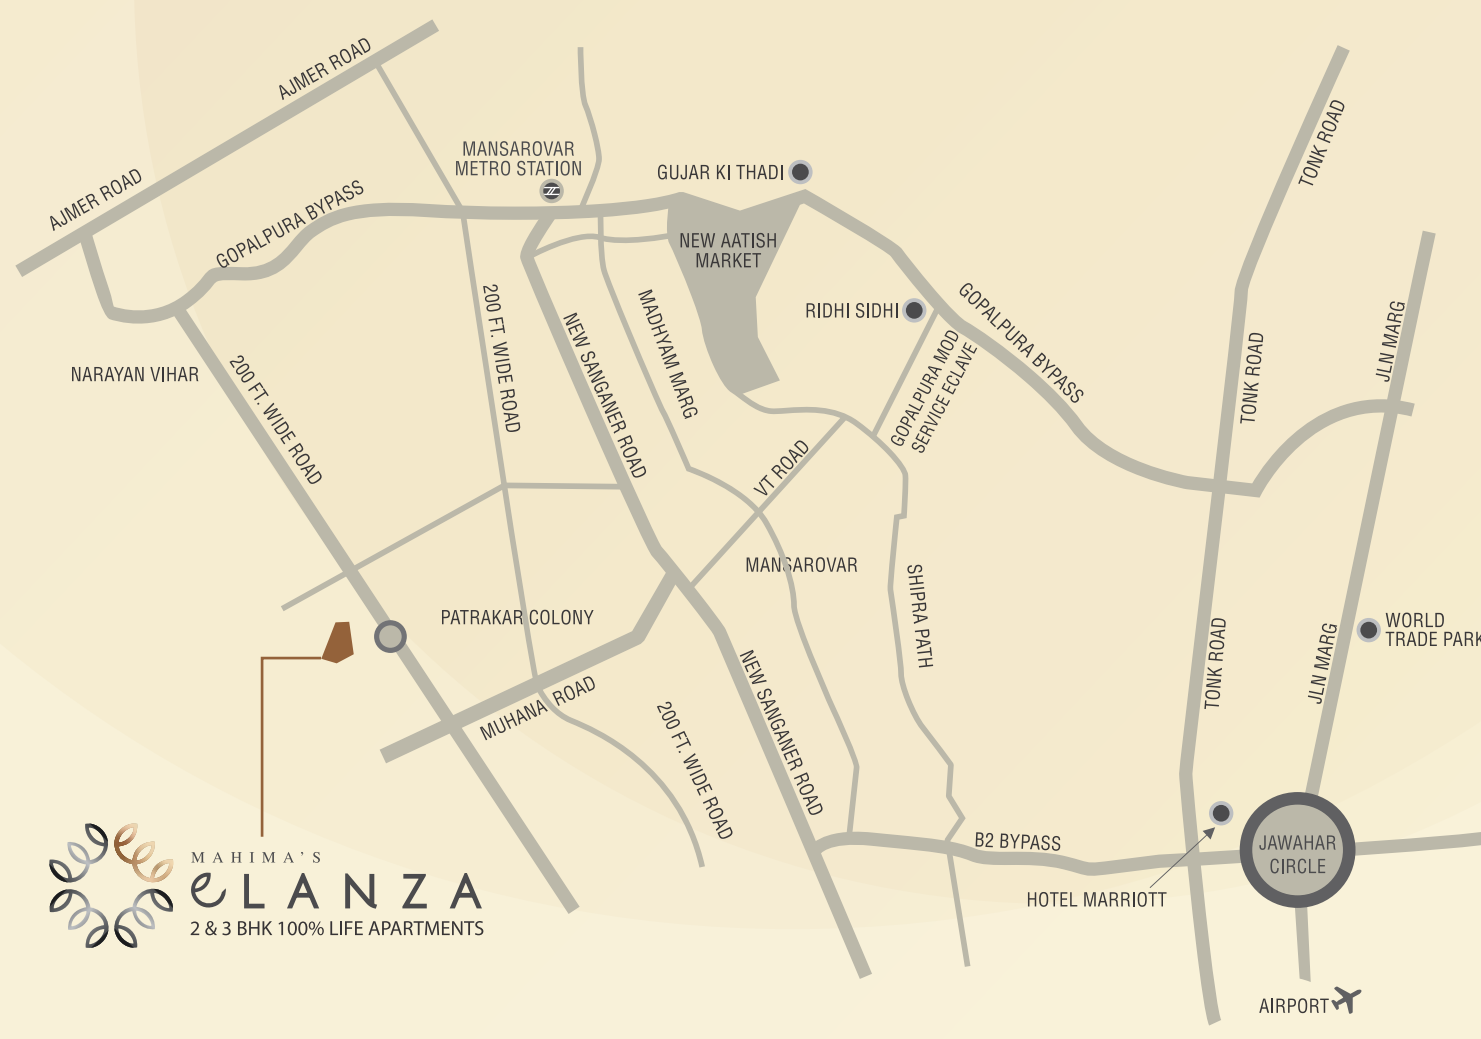 AJMER ROAD
AJMER ROAD
MANSAROVAR
METRO STATION
GUJAR KI THADI
TONK ROAD
GOPALPURA BYPASS
NEW AATISH
MARKET
200 FT. WIDE ROAD
NEW SANGANER ROAD
MADHYAM MARG
RIDHI SIDHI
GOPALPURA BYPASS
GOPALPURA MOD
SERVICE ECLAVE
TONK ROAD
JLN MARG
NARAYAN VIHAR
200 FT. WIDE ROAD
VT ROAD
MANSAROVAR
SHIPRA PATH
PATRAKAR COLONY
TONK ROAD
JLN MARG
WORLD
TRADE PARK
MUHANA ROAD
200 FT. WIDE ROAD
NEW SANGANER ROAD
B2 BYPASS
JAWAHAR
CIRCLE
HOTEL MARRIOTT
AIRPORT
MAHIMA'S
eLANZA
2 & 3 BHK 100% LIFE APARTMENTS